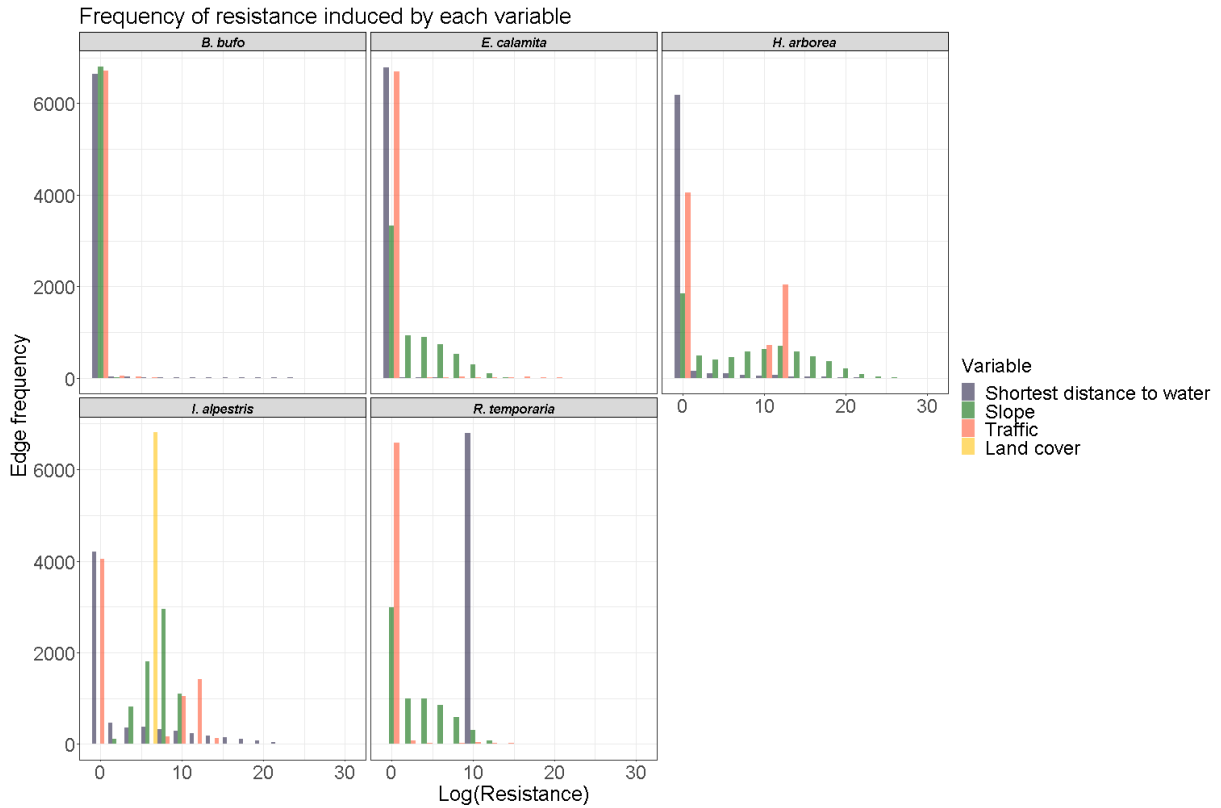 Frequency of resistance induced by each variable
B. bufo
E. calamita
H. arborea
6000
4000
2000
0
0 10 20 30
I. alpestris
R. temporaria
6000
4000
2000
0
0 10 20 30
0 10 20 30
Edge frequency
Log(Resistance)
Variable
Shortest distance to water
Slope
Traffic
Land cover